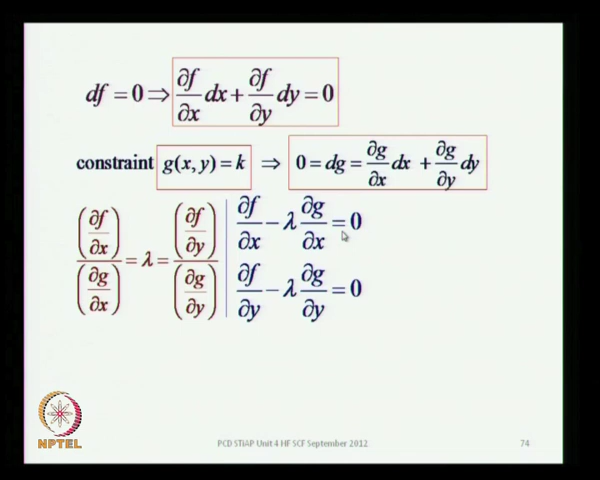 df = 0 ⇒ ∂f/∂x dx + ∂f/∂y dy = 0
constraint g(x, y) = k ⇒ 0 = dg = ∂g/∂x dx + ∂g/∂y dy
(∂f/∂x)/(∂g/∂x) = λ = (∂f/∂y)/(∂g/∂y)
∂f/∂x − λ ∂g/∂x = 0
∂f/∂y − λ ∂g/∂y = 0
NPTEL
PCD STiAP Unit 4 HF SCF September 2012
74